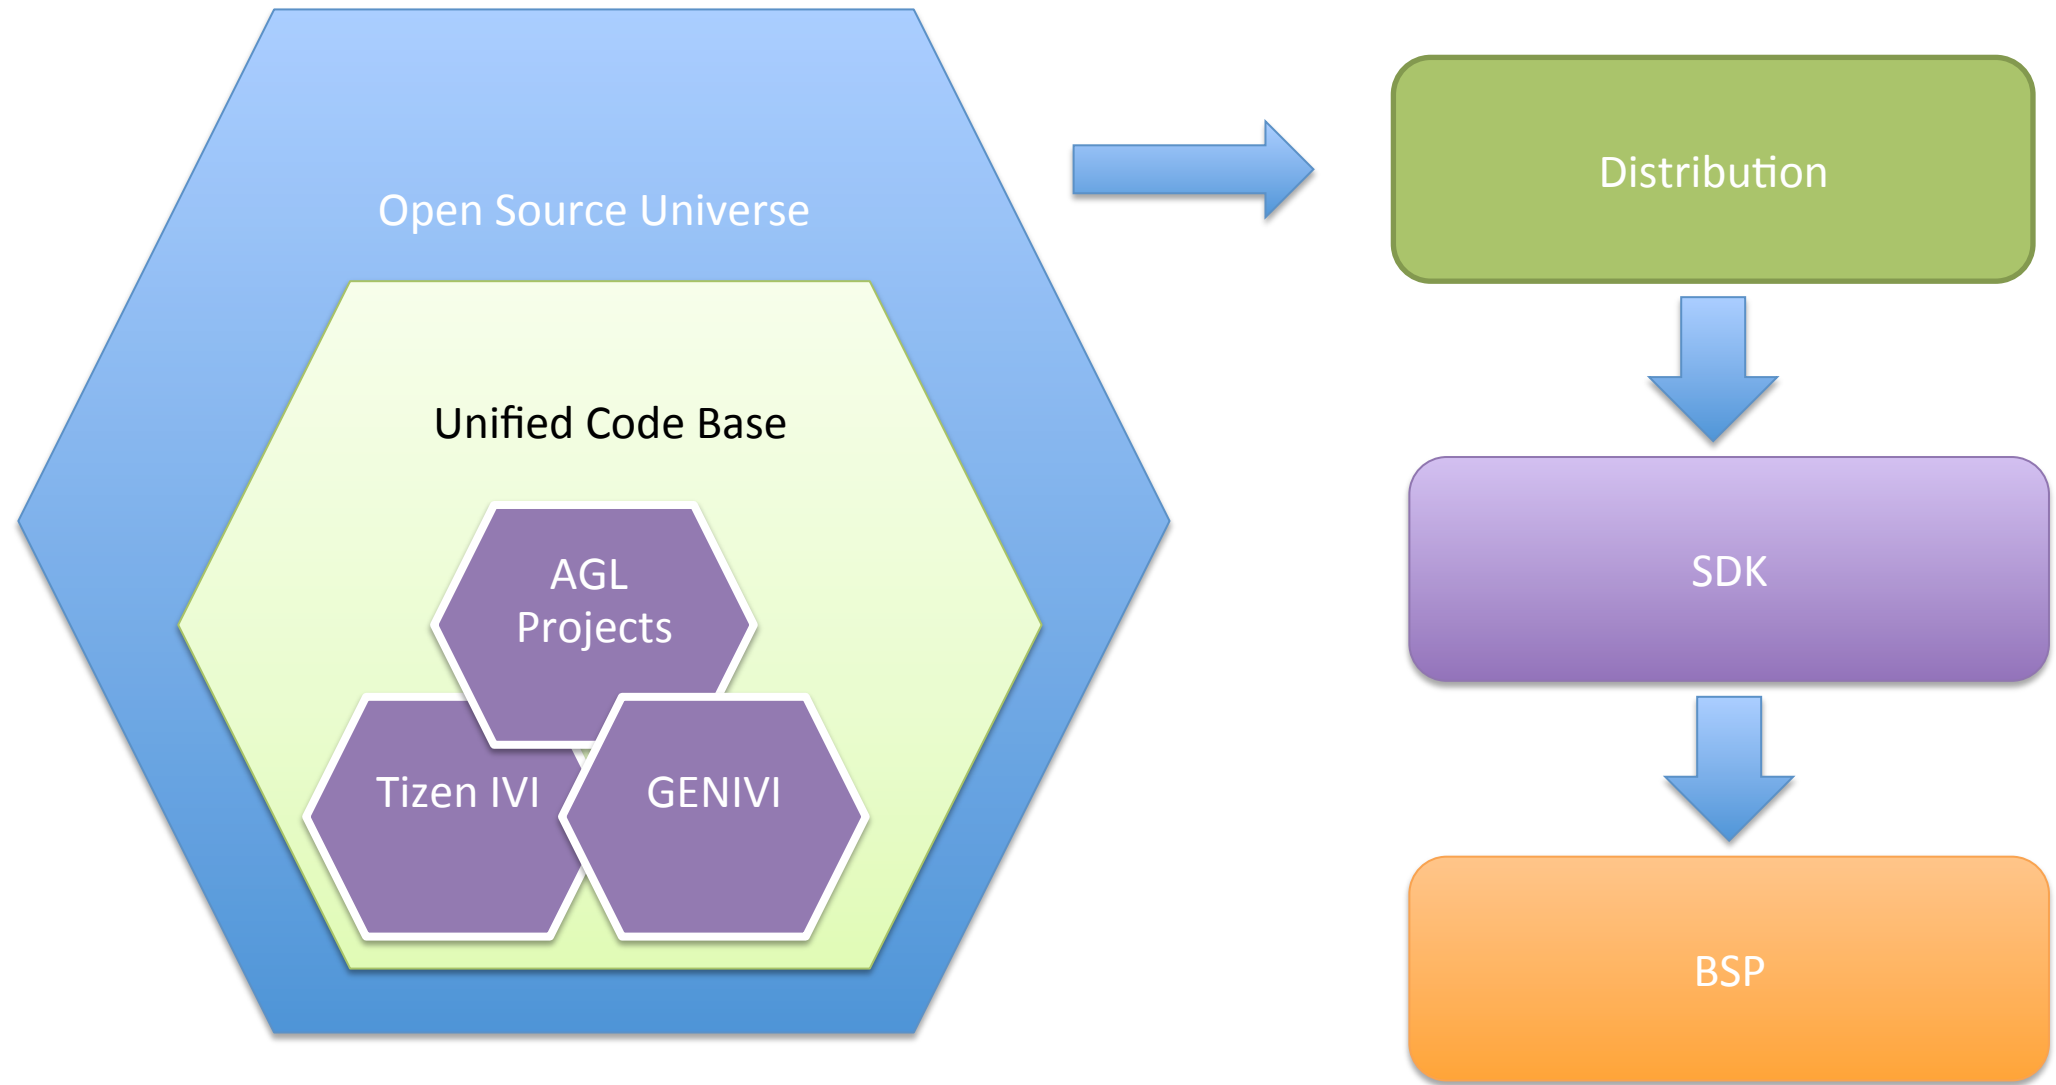 Open Source Universe
Unified Code Base
AGL
Projects
Tizen IVI
GENIVI
Distribution
SDK
BSP